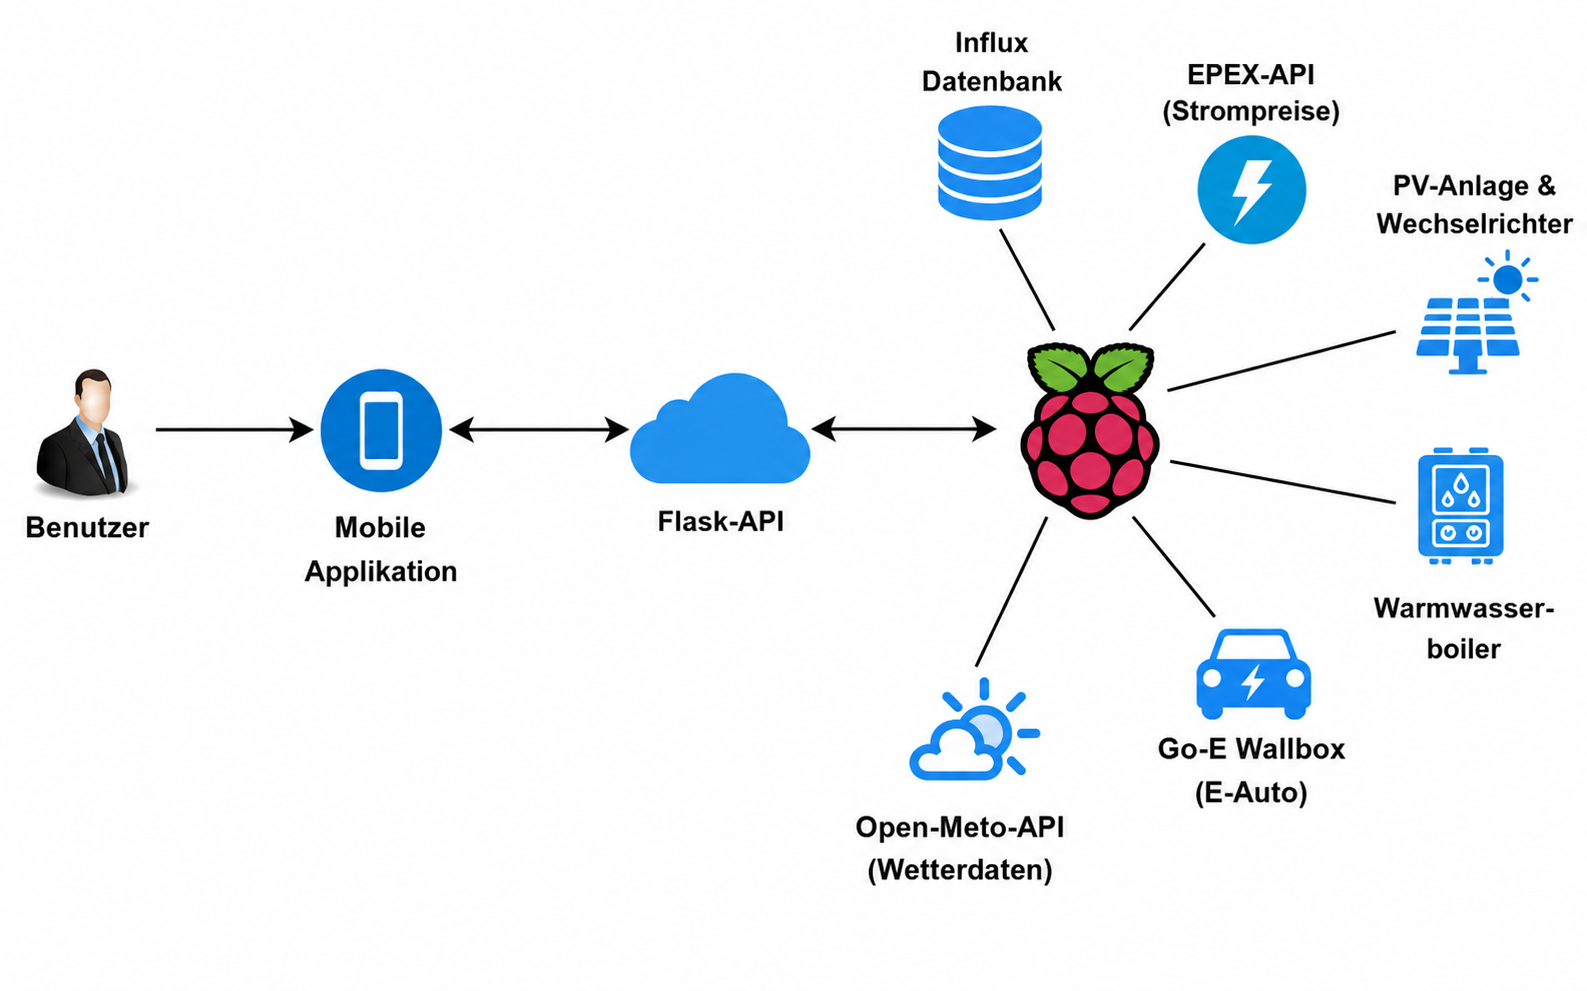 Influx
Datenbank
EPEX-API
(Strompreise)
PV-Anlage &
Wechselrichter
Benutzer
Mobile
Applikation
Flask-API
Warmwasser-
boiler
Go-E Wallbox
(E-Auto)
Open-Meto-API
(Wetterdaten)